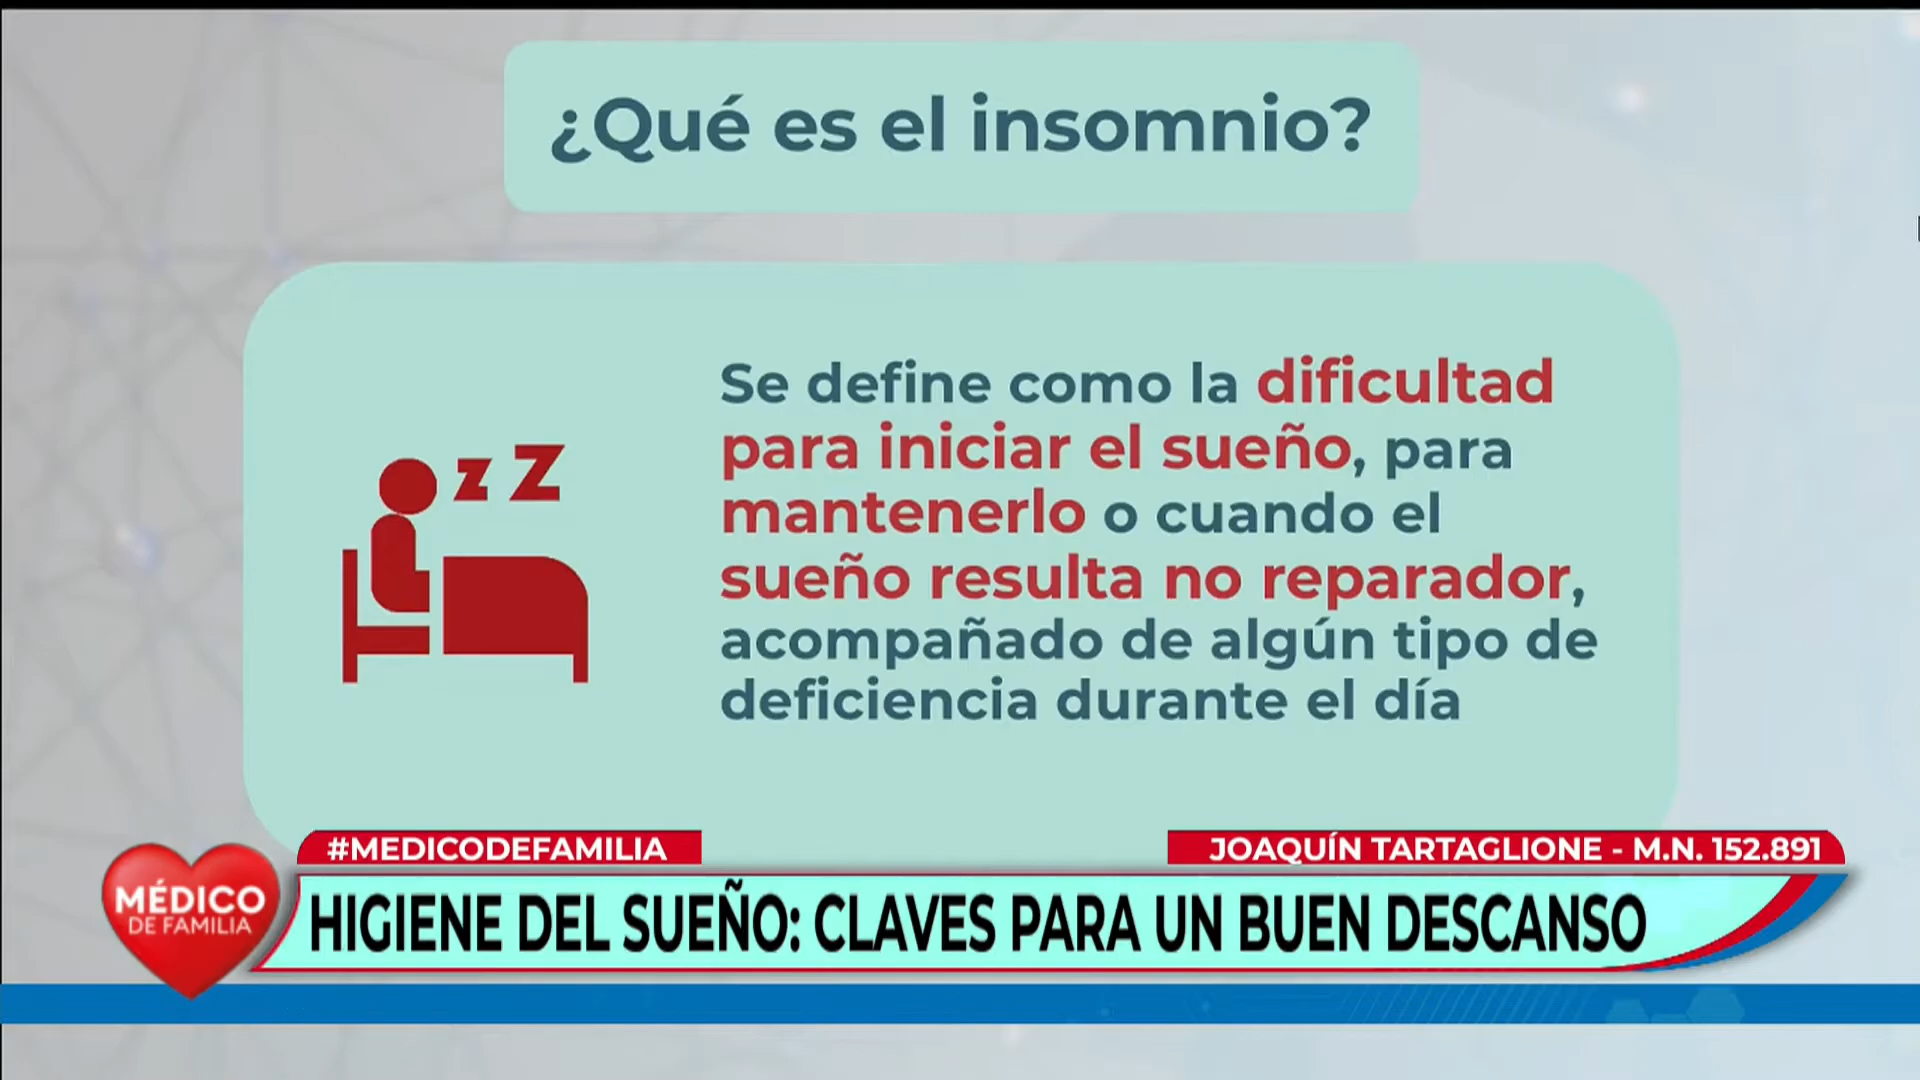 ¿Qué es el insomnio?
Se define como la dificultad
para iniciar el sueño, para
mantenerlo o cuando el
sueño resulta no reparador,
acompañado de algún tipo de
deficiencia durante el día
z Z
#MEDICODEFAMILIA
JOAQUÍN TARTAGLIONE - M.N. 152.891
MÉDICO
DE FAMILIA
HIGIENE DEL SUEÑO: CLAVES PARA UN BUEN DESCANSO